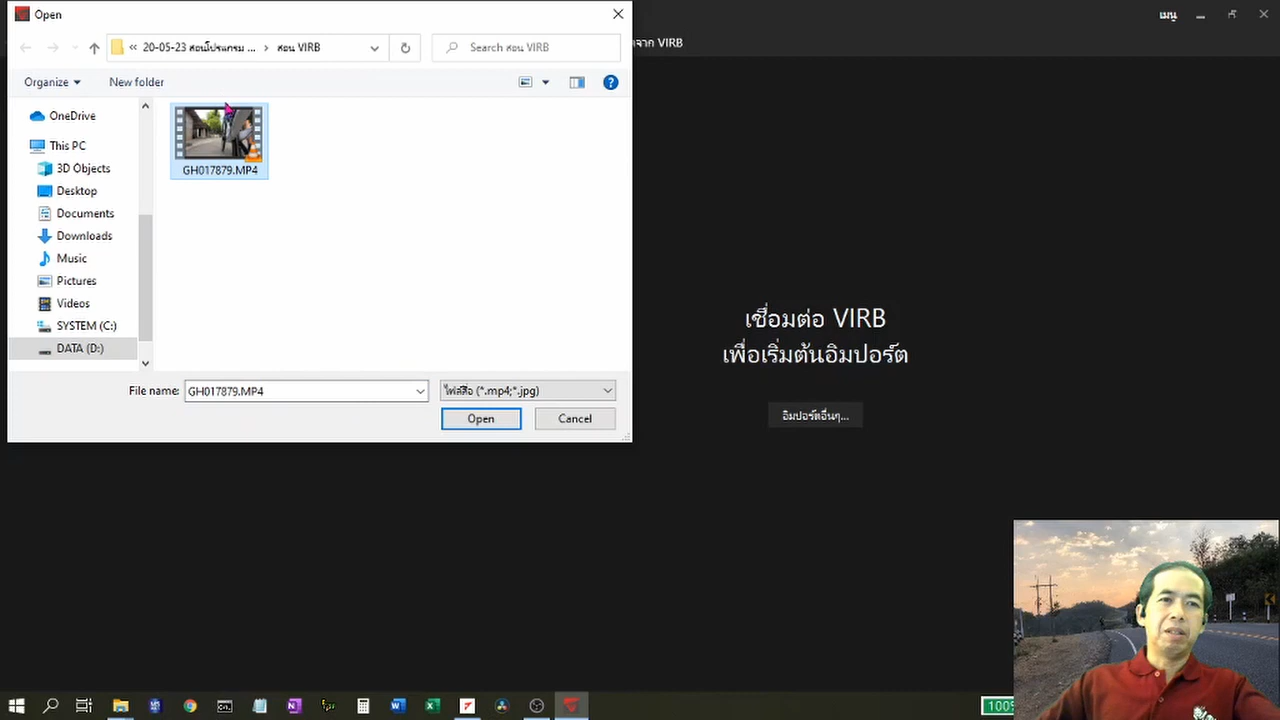 Open
« 20-05-23 สอนโปรแกรม ... › สอน VIRB
Search สอน VIRB
เมนู
จาก VIRB
Organize
New folder
OneDrive
This PC
3D Objects
Desktop
Documents
Downloads
Music
Pictures
Videos
SYSTEM (C:)
DATA (D:)
GH017879.MP4
File name:
GH017879.MP4
ไฟล์สื่อ (*.mp4;*.jpg)
Open
Cancel
เชื่อมต่อ VIRB
เพื่อเริ่มต้นอิมปอร์ต
อิมปอร์ตอื่นๆ...
100%